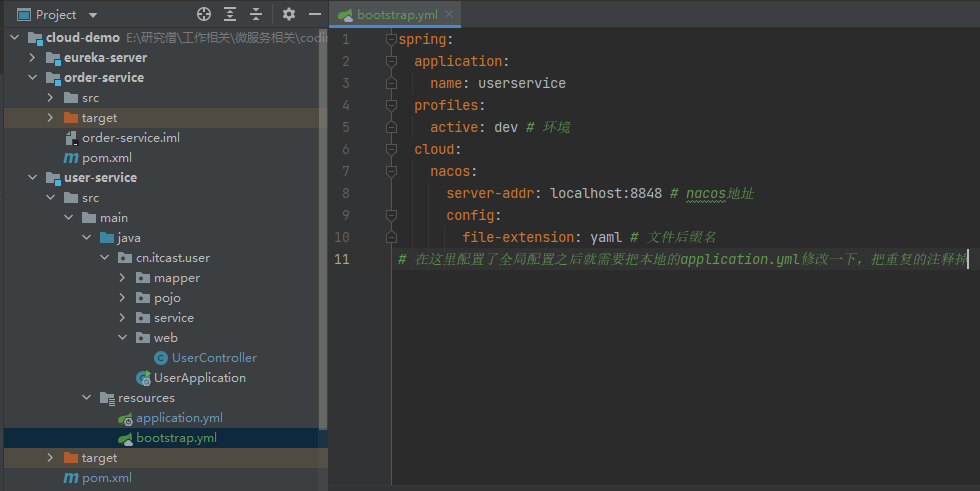 Project
cloud-demo E:\研究僧\工作相关\微服务相关\codin
eureka-server
order-service
src
target
order-service.iml
pom.xml
user-service
src
main
java
cn.itcast.user
mapper
pojo
service
web
UserController
UserApplication
resources
application.yml
bootstrap.yml
target
pom.xml
bootstrap.yml
1 spring:
2 application:
3 name: userservice
4 profiles:
5 active: dev # 环境
6 cloud:
7 nacos:
8 server-addr: localhost:8848 # nacos地址
9 config:
10 file-extension: yaml # 文件后缀名
11 # 在这里配置了全局配置之后就需要把本地的application.yml修改一下，把重复的注释掉